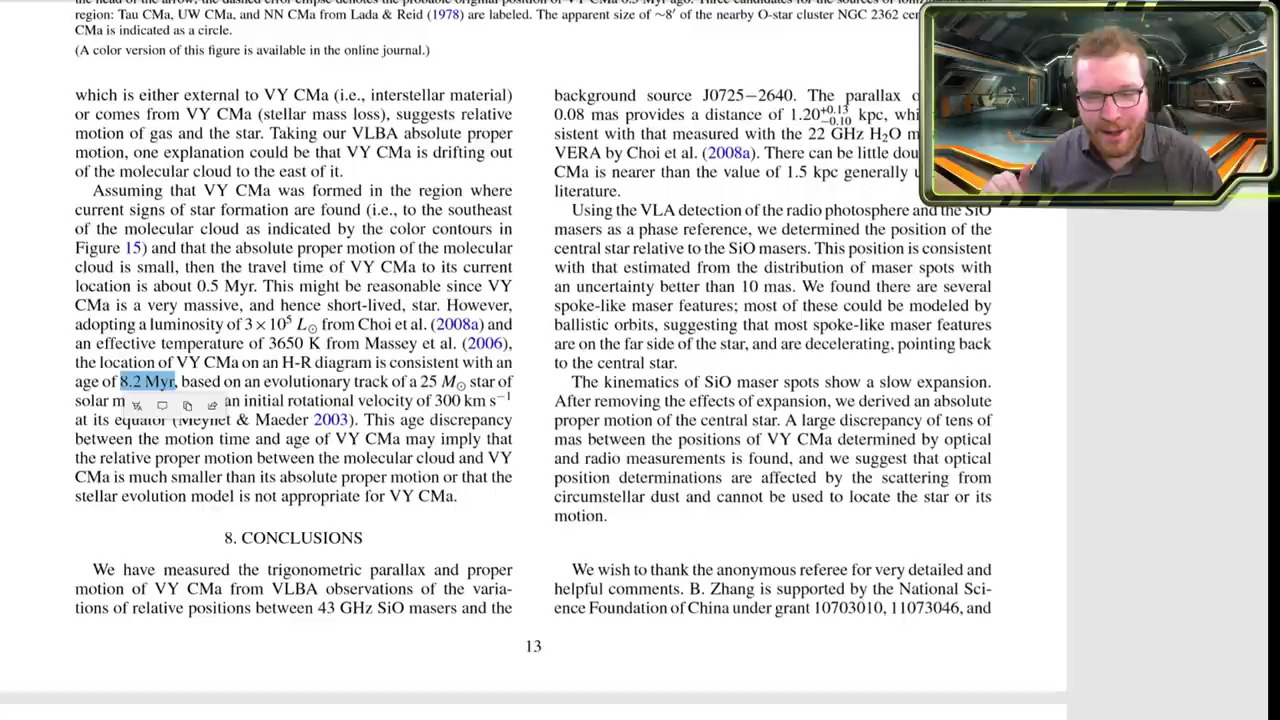 region: Tau CMa, UW CMa, and NN CMa from Lada & Reid (1978) are labeled. The apparent size of ∼8′ of the nearby O-star cluster NGC 2362
CMa is indicated as a circle.
(A color version of this figure is available in the online journal.)
which is either external to VY CMa (i.e., interstellar material)
or comes from VY CMa (stellar mass loss), suggests relative
motion of gas and the star. Taking our VLBA absolute proper
motion, one explanation could be that VY CMa is drifting out
of the molecular cloud to the east of it.
Assuming that VY CMa was formed in the region where
current signs of star formation are found (i.e., to the southeast
of the molecular cloud as indicated by the color contours in
Figure 15) and that the absolute proper motion of the molecular
cloud is small, then the travel time of VY CMa to its current
location is about 0.5 Myr. This might be reasonable since VY
CMa is a very massive, and hence short-lived, star. However,
adopting a luminosity of 3 × 10⁵ L⊙ from Choi et al. (2008a) and
an effective temperature of 3650 K from Massey et al. (2006),
the location of VY CMa on an H-R diagram is consistent with an
age of 8.2 Myr, based on an evolutionary track of a 25 M⊙ star of
solar m an initial rotational velocity of 300 km s⁻¹
at its equator (Meynet & Maeder 2003). This age discrepancy
between the motion time and age of VY CMa may imply that
the relative proper motion between the molecular cloud and VY
CMa is much smaller than its absolute proper motion or that the
stellar evolution model is not appropriate for VY CMa.
8. CONCLUSIONS
We have measured the trigonometric parallax and proper
motion of VY CMa from VLBA observations of the varia-
tions of relative positions between 43 GHz SiO masers and the
background source J0725−2640. The parallax
0.08 mas provides a distance of 1.20+0.13−0.10 kpc,
sistent with that measured with the 22 GHz H₂O
VERA by Choi et al. (2008a). There can be little
CMa is nearer than the value of 1.5 kpc generally
literature.
Using the VLA detection of the radio photosphere and the SiO
masers as a phase reference, we determined the position of the
central star relative to the SiO masers. This position is consistent
with that estimated from the distribution of maser spots with
an uncertainty better than 10 mas. We found there are several
spoke-like maser features; most of these could be modeled by
ballistic orbits, suggesting that most spoke-like maser features
are on the far side of the star, and are decelerating, pointing back
to the central star.
The kinematics of SiO maser spots show a slow expansion.
After removing the effects of expansion, we derived an absolute
proper motion of the central star. A large discrepancy of tens of
mas between the positions of VY CMa determined by optical
and radio measurements is found, and we suggest that optical
position determinations are affected by the scattering from
circumstellar dust and cannot be used to locate the star or its
motion.
We wish to thank the anonymous referee for very detailed and
helpful comments. B. Zhang is supported by the National Sci-
ence Foundation of China under grant 10703010, 11073046, and
13